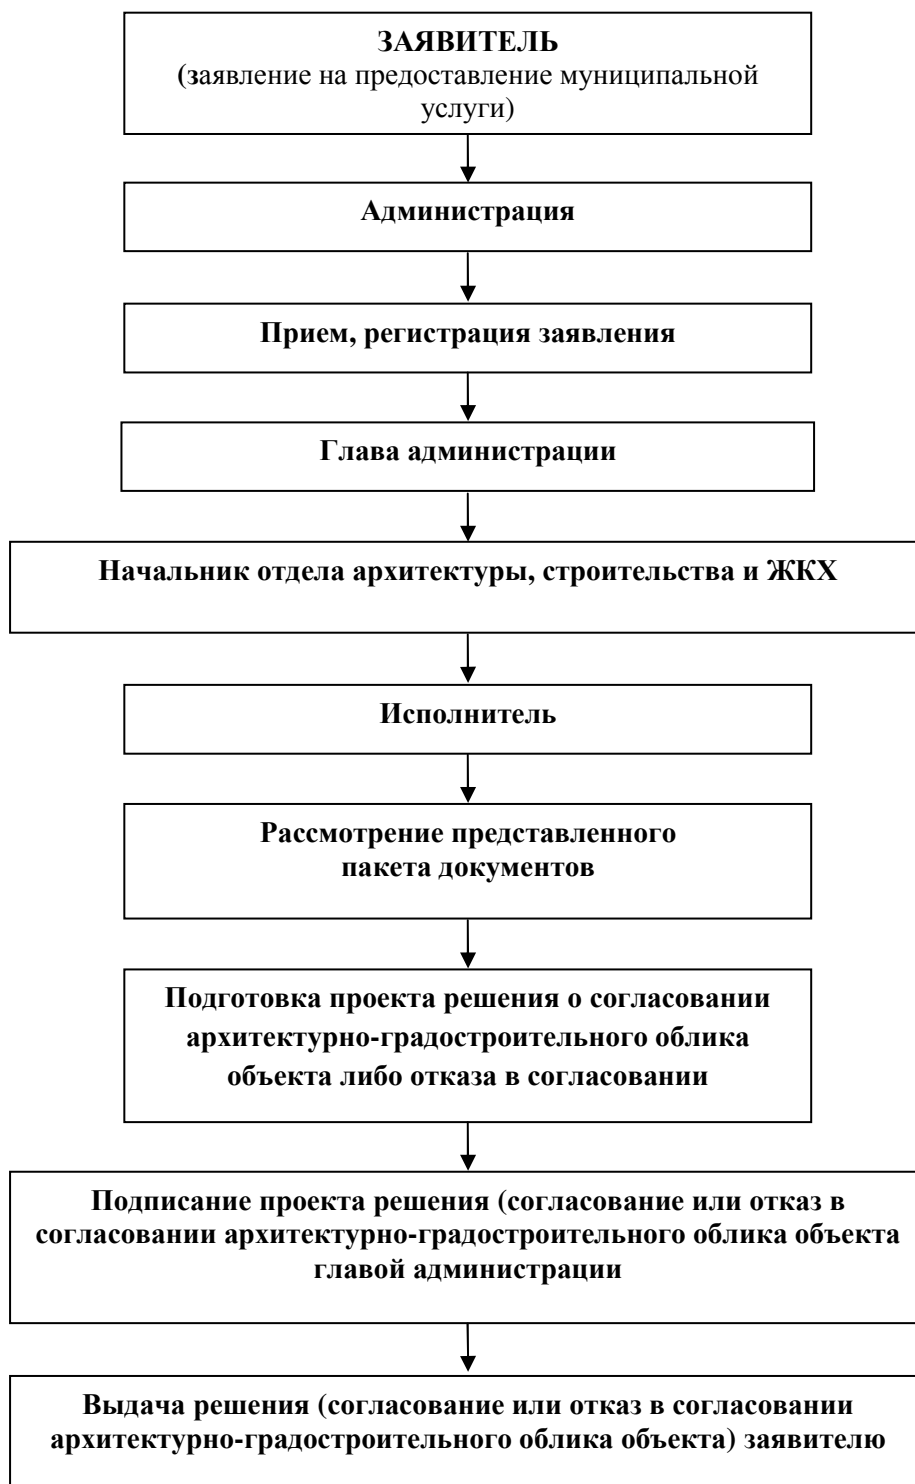 ЗАЯВИТЕЛЬ
(заявление на предоставление муниципальной
услуги)
Администрация
Прием, регистрация заявления
Глава администрации
Начальник отдела архитектуры, строительства и ЖКХ
Исполнитель
Рассмотрение представленного
пакета документов
Подготовка проекта решения о согласовании
архитектурно-градостроительного облика
объекта либо отказа в согласовании
Подписание проекта решения (согласование или отказ в
согласовании архитектурно-градостроительного облика объекта
главой администрации
Выдача решения (согласование или отказ в согласовании
архитектурно-градостроительного облика объекта) заявителю